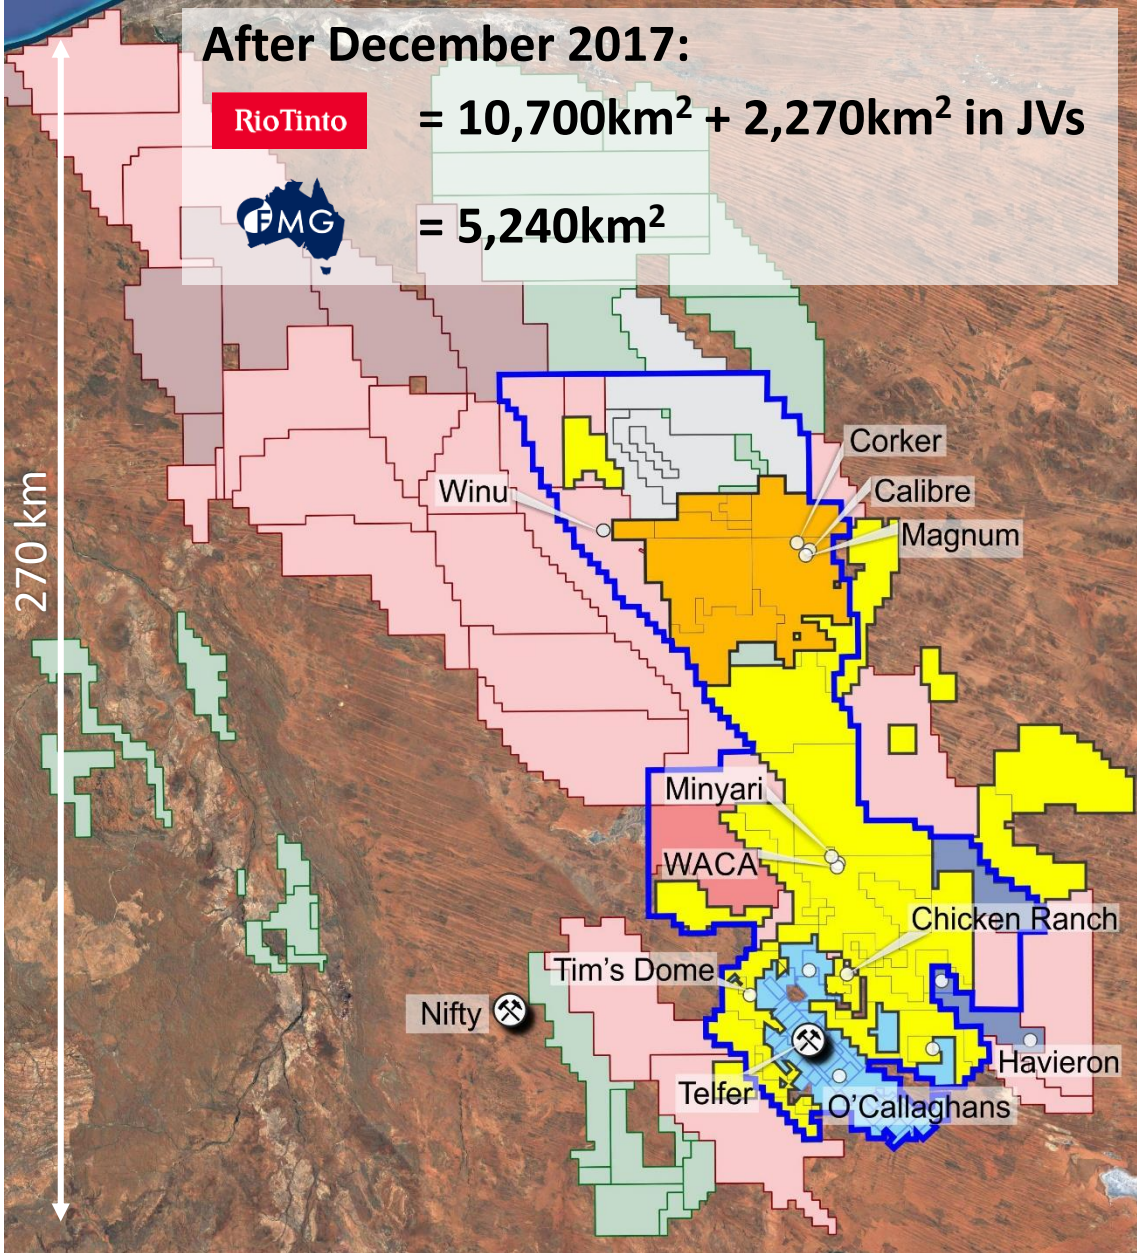 After December 2017:
RioTinto = 10,700km² + 2,270km² in JVs
FMG = 5,240km²
270 km
Corker
Calibre
Winu
Magnum
Minyari
WACA
Chicken Ranch
Tim's Dome
Nifty
Havieron
Telfer
O'Callaghans